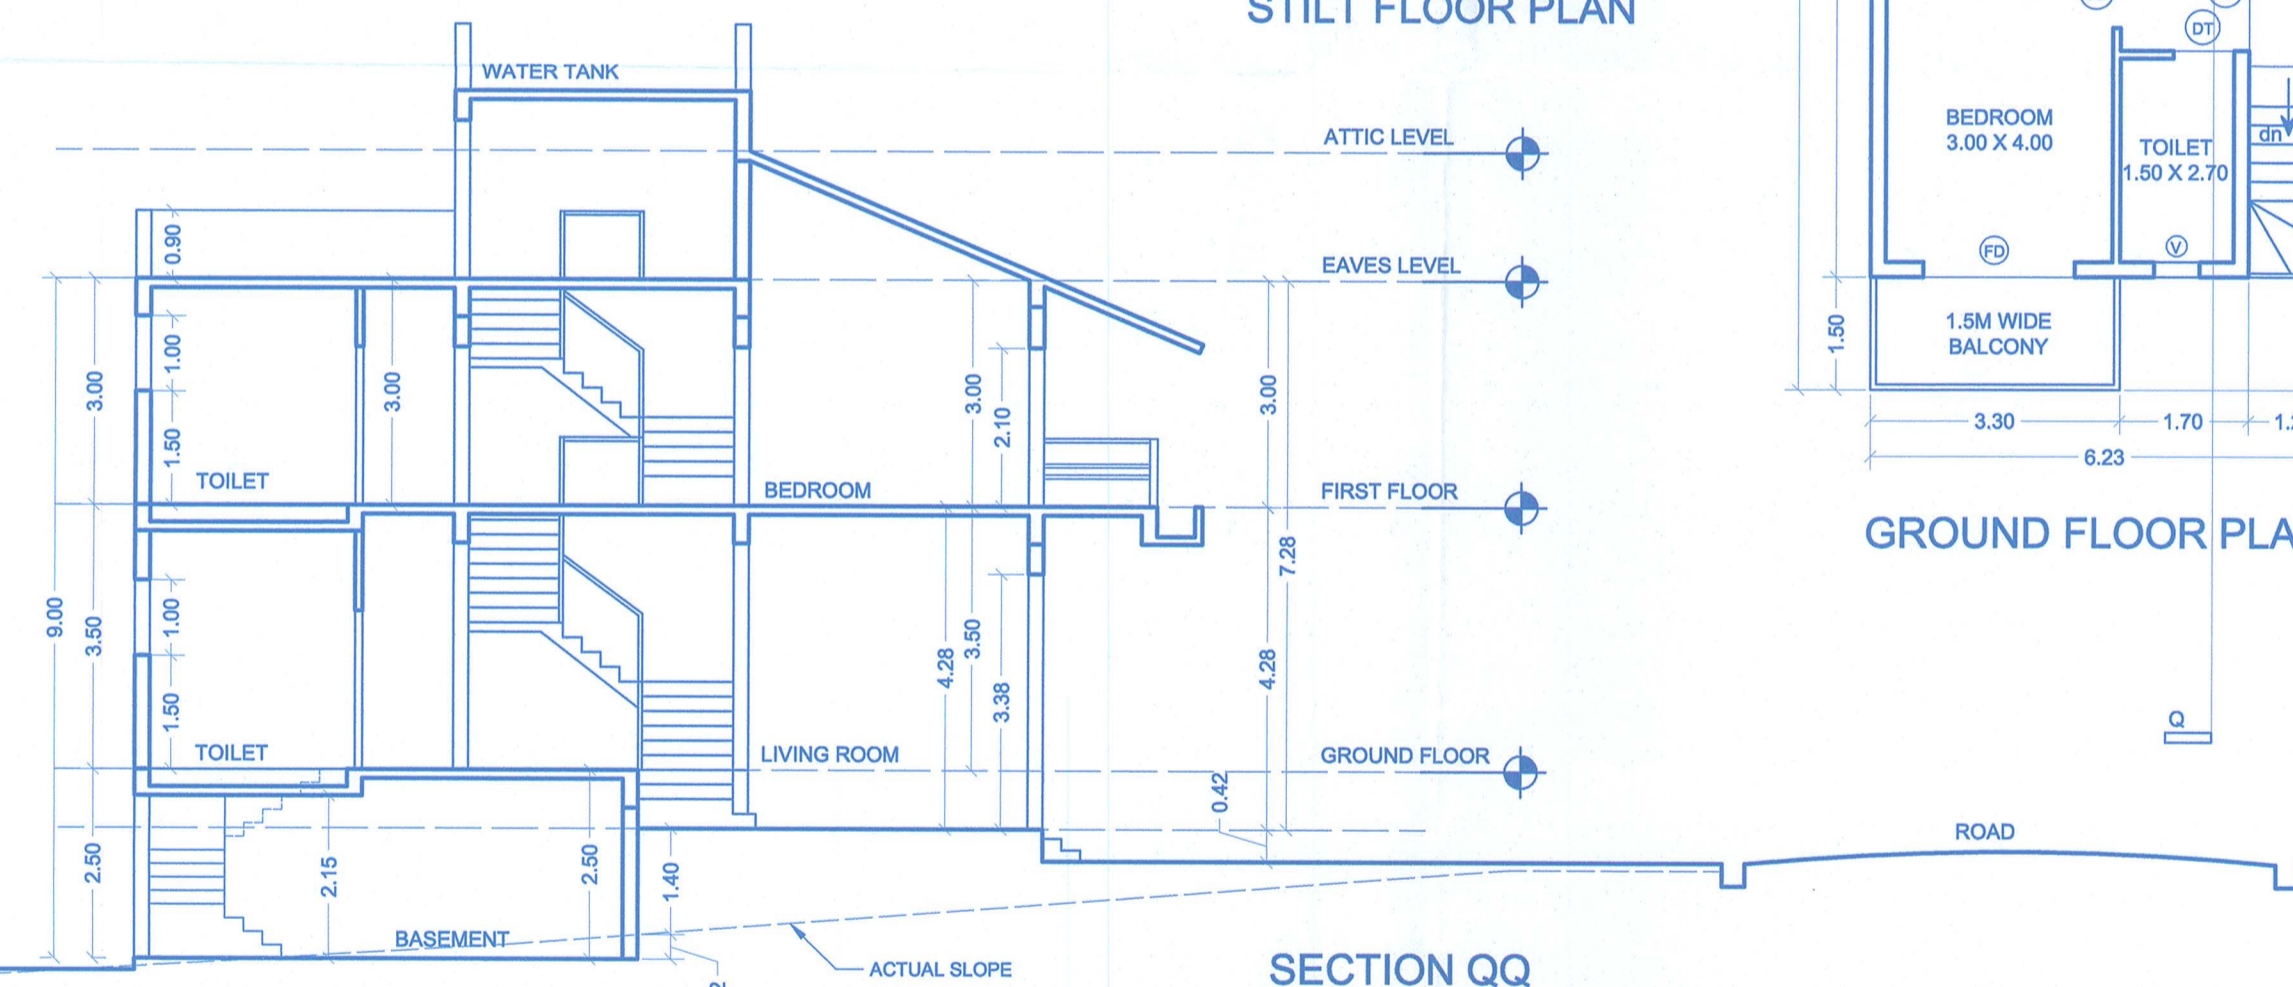 STILT FLOOR PLAN
WATER TANK
ATTIC LEVEL
EAVES LEVEL
0.90
3.00
1.00
1.50
3.00
TOILET
3.00
2.10
3.00
BEDROOM
FIRST FLOOR
9.00
3.50
1.00
1.50
TOILET
4.28
3.50
3.38
LIVING ROOM
4.28
7.28
GROUND FLOOR
0.42
2.50
2.15
2.50
1.40
BASEMENT
ACTUAL SLOPE
SECTION QQ
ROAD
DT
BEDROOM
3.00 X 4.00
TOILET
1.50 X 2.70
dn
FD
V
1.50
1.5M WIDE
BALCONY
3.30
1.70
6.23
GROUND FLOOR PLA
Q